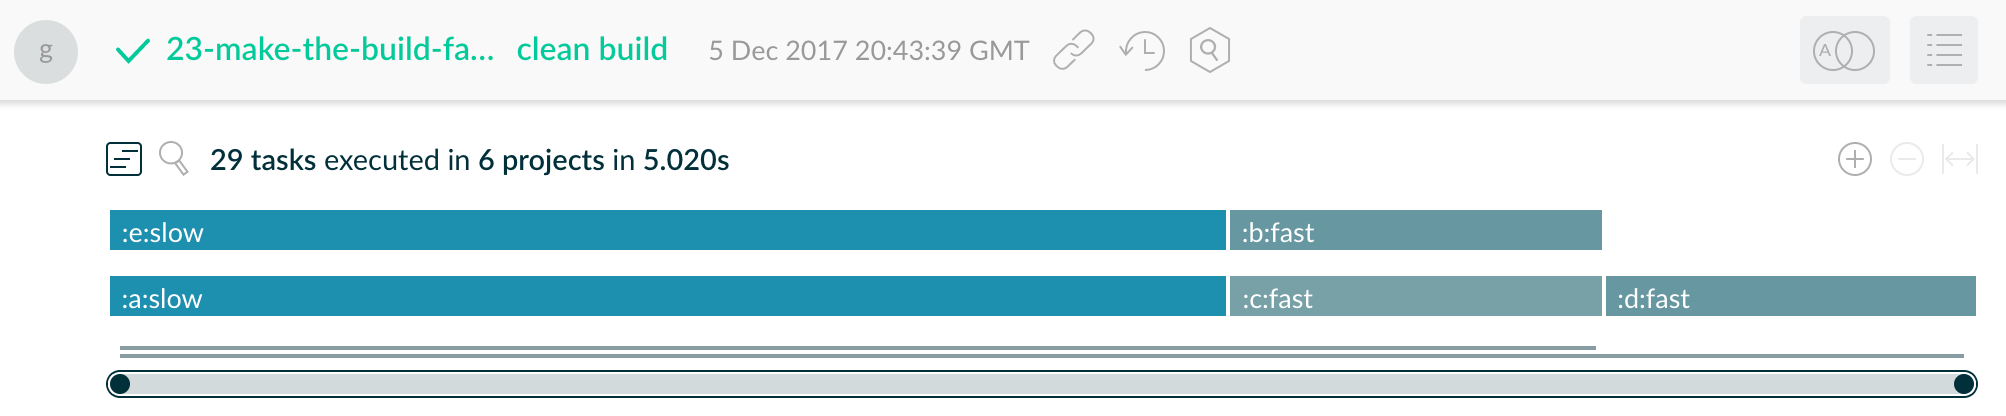 g 23-make-the-build-fa... clean build 5 Dec 2017 20:43:39 GMT A
29 tasks executed in 6 projects in 5.020s
:e:slow :b:fast
:a:slow :c:fast :d:fast